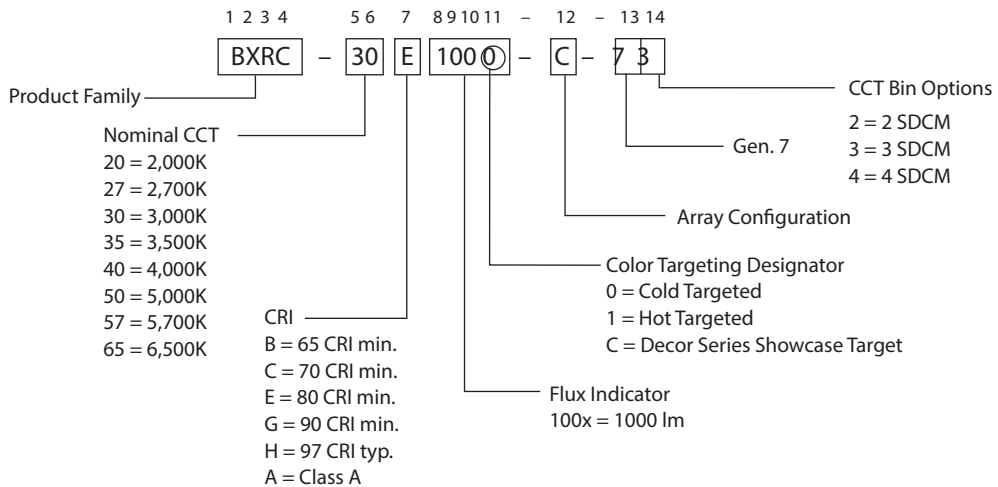 1 2 3 4 5 6 7 8 9 10 11 – 12 – 13 14
BXRC – 30 E 100 0 – C – 7 3
Product Family
Nominal CCT
20 = 2,000K
27 = 2,700K
30 = 3,000K
35 = 3,500K
40 = 4,000K
50 = 5,000K
57 = 5,700K
65 = 6,500K
CRI
B = 65 CRI min.
C = 70 CRI min.
E = 80 CRI min.
G = 90 CRI min.
H = 97 CRI typ.
A = Class A
Flux Indicator
100x = 1000 lm
Color Targeting Designator
0 = Cold Targeted
1 = Hot Targeted
C = Decor Series Showcase Target
Array Configuration
Gen. 7
CCT Bin Options
2 = 2 SDCM
3 = 3 SDCM
4 = 4 SDCM